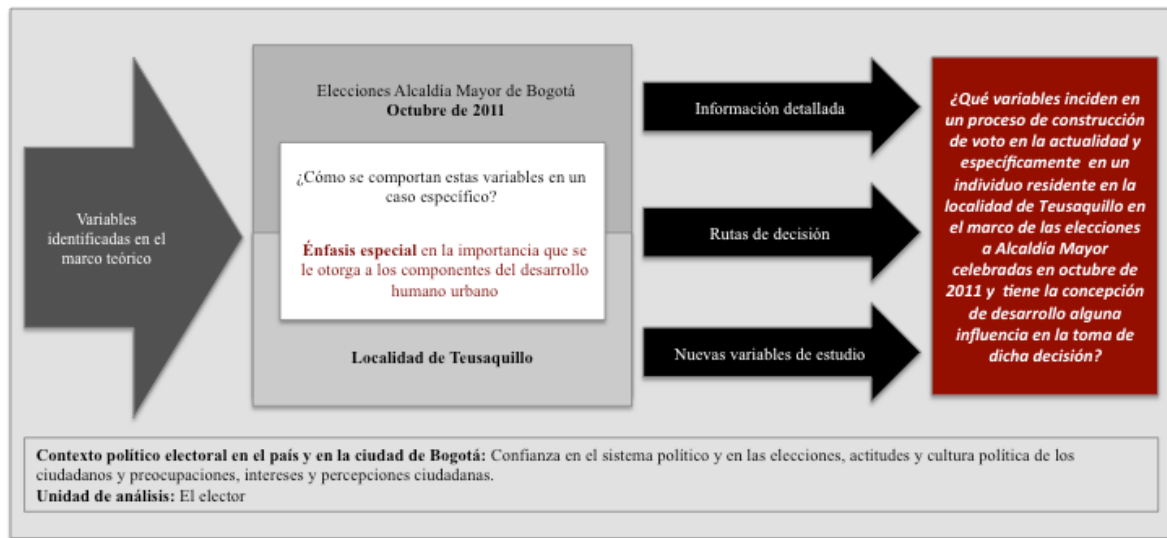 Variables
identificadas en el
marco teórico
Elecciones Alcaldía Mayor de Bogotá
Octubre de 2011
¿Cómo se comportan estas variables en un
caso específico?
Énfasis especial en la importancia que se
le otorga a los componentes del desarrollo
humano urbano
Localidad de Teusaquillo
Información detallada
Rutas de decisión
Nuevas variables de estudio
¿Qué variables inciden en
un proceso de construcción
de voto en la actualidad y
específicamente en un
individuo residente en la
localidad de Teusaquillo en
el marco de las elecciones
a Alcaldía Mayor
celebradas en octubre de
2011 y tiene la concepción
de desarrollo alguna
influencia en la toma de
dicha decisión?
Contexto político electoral en el país y en la ciudad de Bogotá: Confianza en el sistema político y en las elecciones, actitudes y cultura política de los
ciudadanos y preocupaciones, intereses y percepciones ciudadanas.
Unidad de análisis: El elector